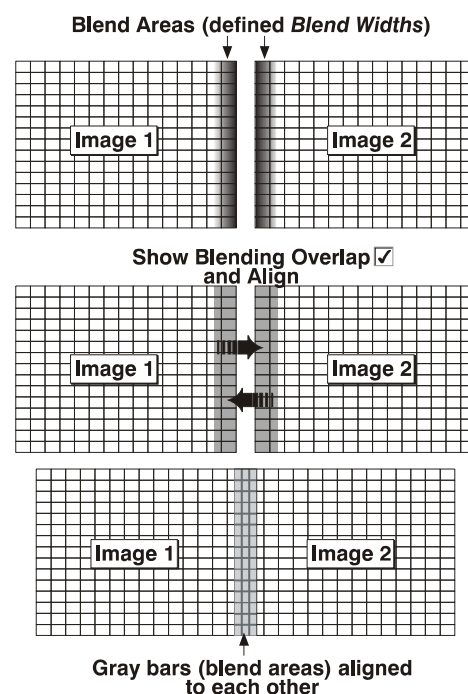 Blend Areas (defined Blend Widths)
Image 1
Image 2
Show Blending Overlap ☑
and Align
Image 1
Image 2
Image 1
Image 2
Gray bars (blend areas) aligned
to each other